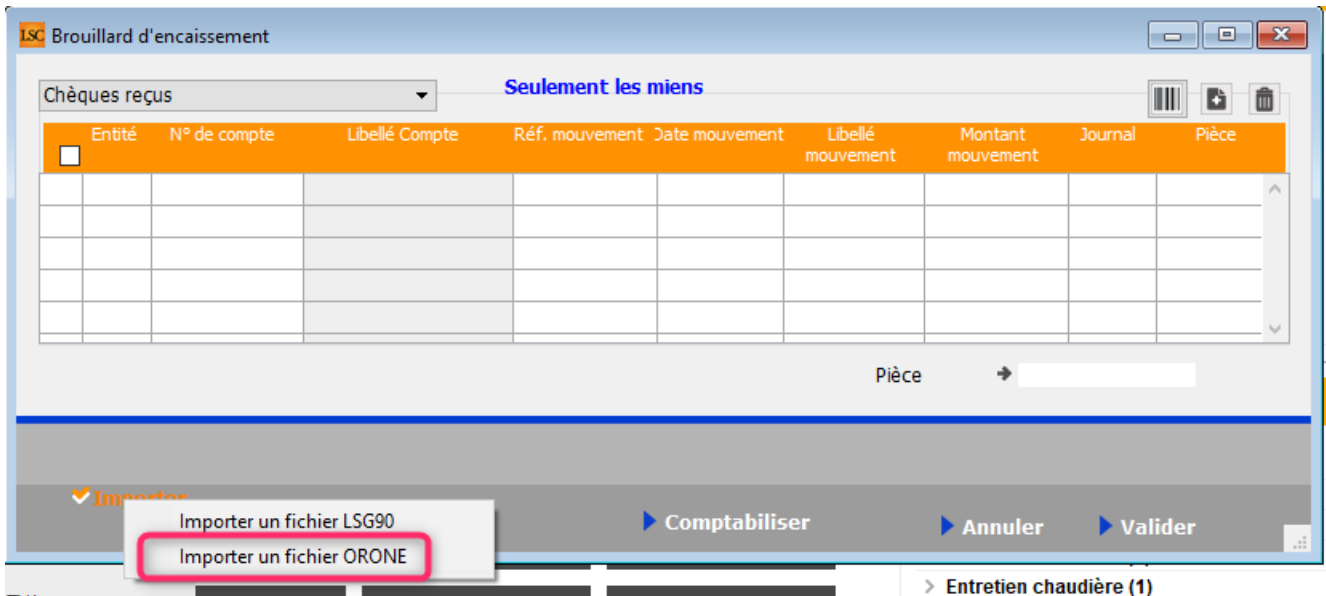 LSC Brouillard d'encaissement
Chèques reçus
Seulement les miens
Entité N° de compte Libellé Compte Réf. mouvement Date mouvement Libellé mouvement Montant mouvement Journal Pièce
Pièce
Importer
Importer un fichier LSG90
Importer un fichier ORONE
Comptabiliser
Annuler
Valider
Entretien chaudière (1)